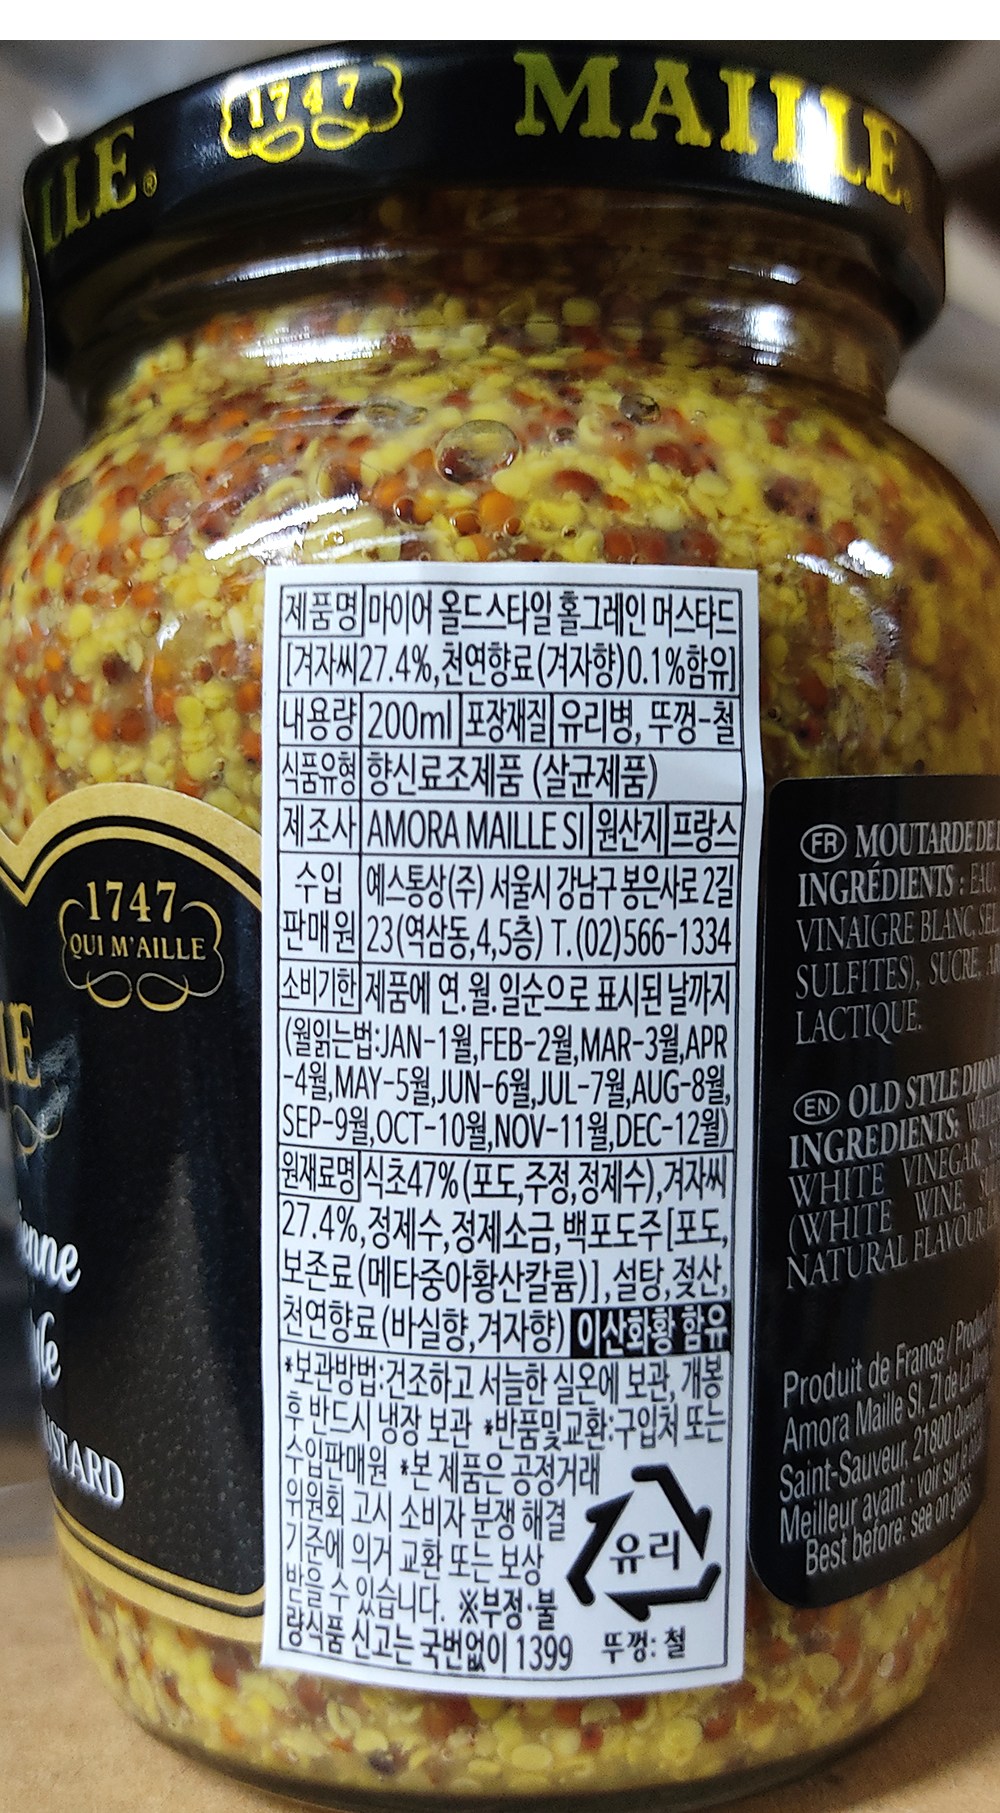 1747 MAILLE
LLE®
제품명 마이어 올드스타일 홀그레인 머스타드
[겨자씨27.4%,천연향료(겨자향)0.1%함유]
내용량 200ml 포장재질 유리병, 뚜껑-철
식품유형 향신료조제품 (살균제품)
제조사 AMORA MAILLE SI 원산지 프랑스
수입 예스통상(주) 서울시 강남구 봉은사로 2길
판매원 23(역삼동,4,5층) T.(02)566-1334
소비기한 제품에 연.월.일순으로 표시된 날까지
(월읽는법:JAN-1월,FEB-2월,MAR-3월,APR
-4월,MAY-5월,JUN-6월,JUL-7월,AUG-8월,
SEP-9월,OCT-10월,NOV-11월,DEC-12월)
원재료명 식초47%(포도,주정,정제수),겨자씨
27.4%,정제수,정제소금,백포도주[포도,
보존료(메타중아황산칼륨)],설탕,젖산,
천연향료(바실향,겨자향) 이산화황 함유
*보관방법:건조하고 서늘한 실온에 보관, 개봉
후 반드시 냉장 보관 *반품및교환:구입처 또는
수입판매원 *본 제품은 공정거래
위원회 고시 소비자 분쟁 해결
기준에 의거 교환 또는 보상
받을 수 있습니다. ※부정·불
량식품 신고는 국번없이 1399
유리
뚜껑: 철
1747
QUI M'AILLE
LE
STARD
FR MOUTARDE DE
INGRÉDIENTS : EAU
VINAIGRE BLANC, SEL
SULFITES), SUCRE,
LACTIQUE.
EN OLD STYLE DIJON
INGREDIENTS: WATE
WHITE VINEGAR,
(WHITE WINE,
NATURAL FLAVOUR
Produit de France / Produ
Amora Maille SI, ZI de La
Saint-Sauveur, 21800
Meilleur avant : voir sur le
Best before: see on glass